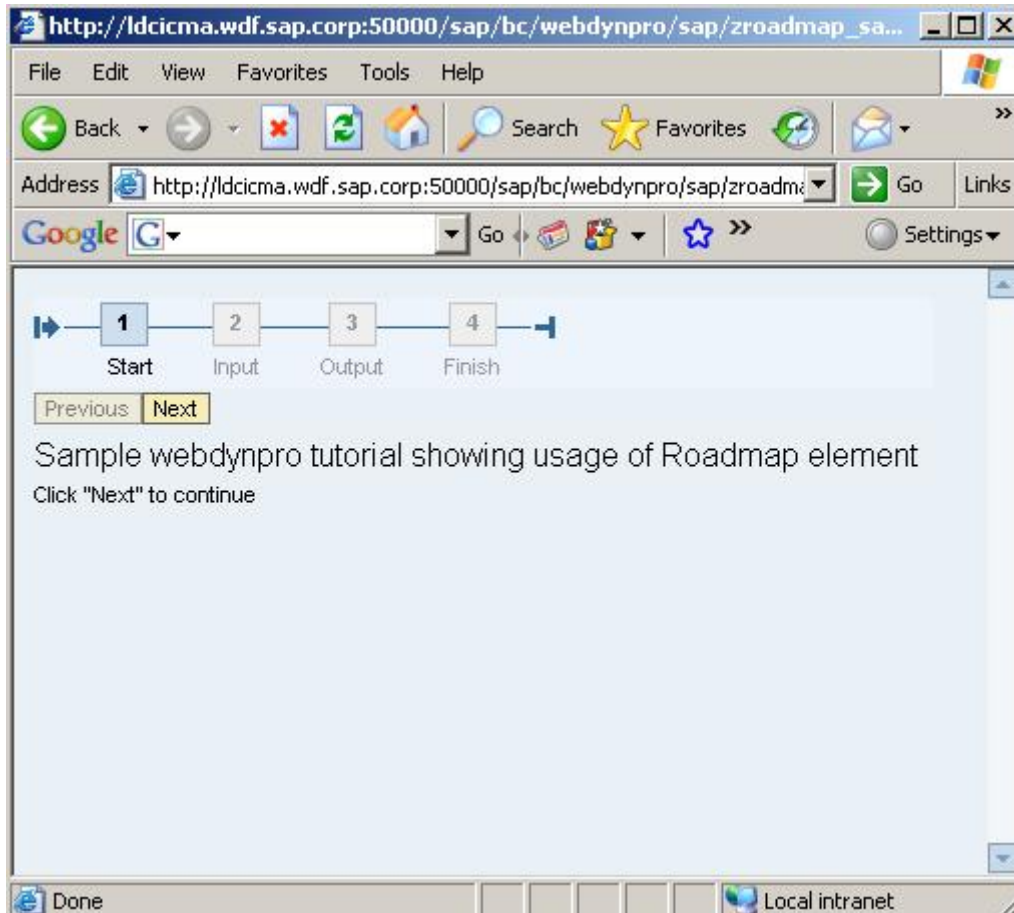 http://ldcicma.wdf.sap.corp:50000/sap/bc/webdynpro/sap/zroadmap_sa...
File Edit View Favorites Tools Help
Back Search Favorites »
Address http://ldcicma.wdf.sap.corp:50000/sap/bc/webdynpro/sap/zroadm Go Links
Google G Go » Settings
1 2 3 4
Start Input Output Finish
Previous Next
Sample webdynpro tutorial showing usage of Roadmap element
Click "Next" to continue
Done Local intranet